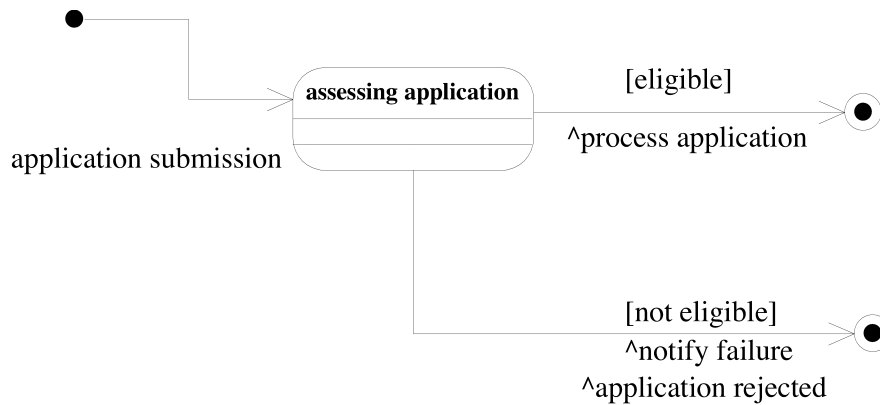 [eligible]
assessing application
^process application
application submission
[not eligible]
^notify failure
^application rejected